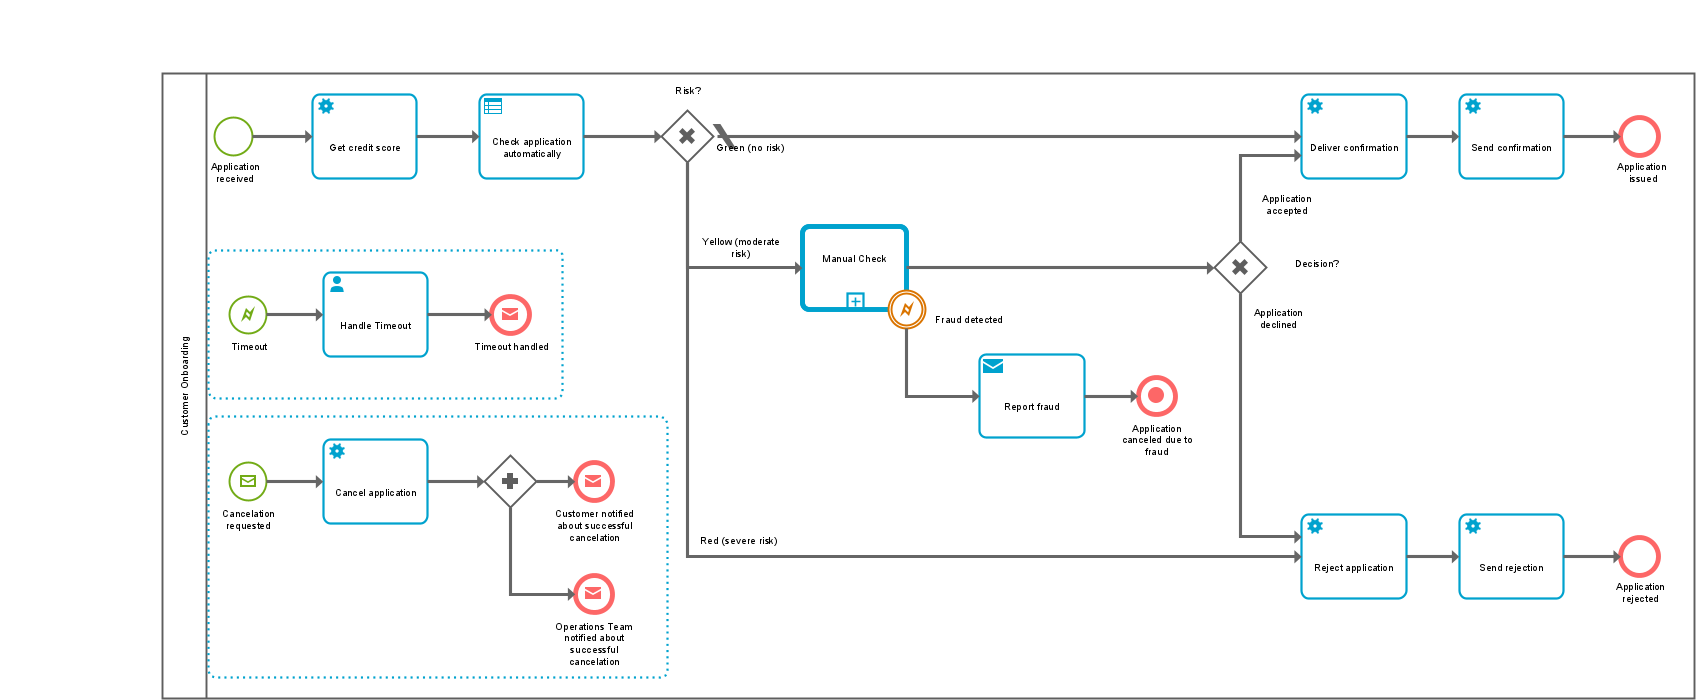 Risk?
Get credit score
Check application
automatically
Green (no risk)
Deliver confirmation
Send confirmation
Application
received
Application
issued
Application
accepted
Yellow (moderate
risk)
Manual Check
Decision?
Fraud detected
Application
declined
Handle Timeout
Timeout
Timeout handled
Customer Onboarding
Report fraud
Application
canceled due to
fraud
Cancel application
Cancelation
requested
Customer notified
about successful
cancelation
Red (severe risk)
Reject application
Send rejection
Application
rejected
Operations Team
notified about
successful
cancelation